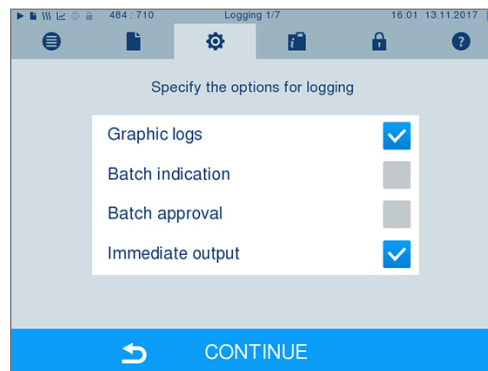 484 : 710 Logging 1/7 16:01 13.11.2017
Specify the options for logging
Graphic logs
Batch indication
Batch approval
Immediate output
CONTINUE